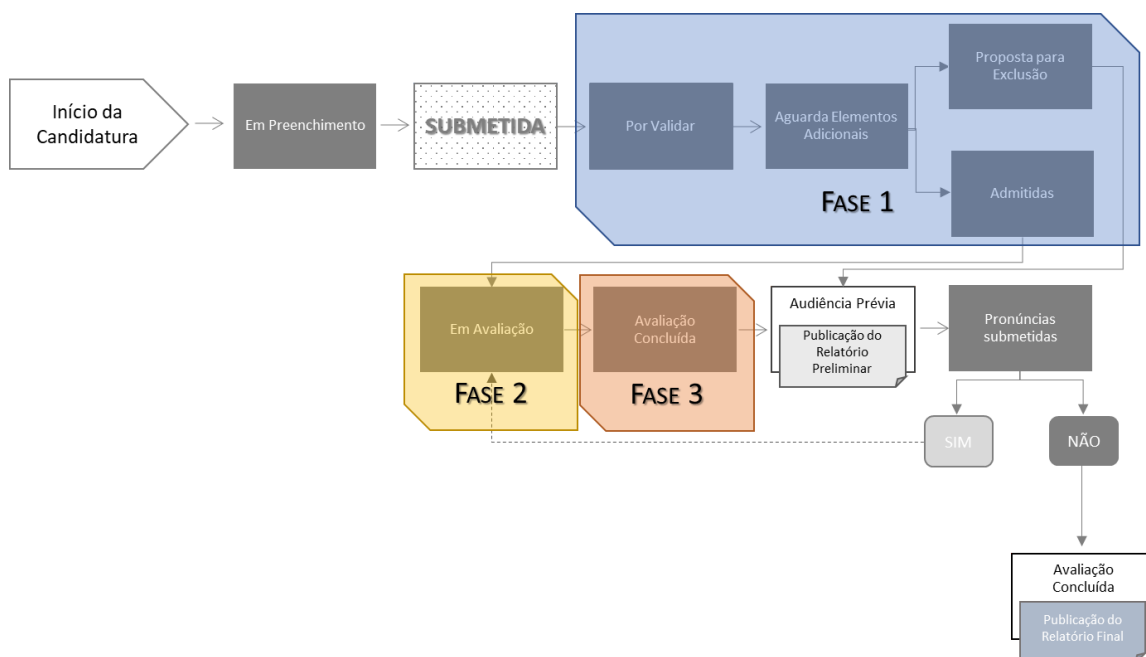 Início da
Candidatura
Em Preenchimento
SUBMETIDA
Por Validar
Aguarda Elementos
Adicionais
Proposta para
Exclusão
Admitidas
FASE 1
Em Avaliação
FASE 2
Avaliação
Concluída
FASE 3
Audiência Prévia
Publicação do
Relatório
Preliminar
Pronúncias
submetidas
SIM
NÃO
Avaliação
Concluída
Publicação do
Relatório Final